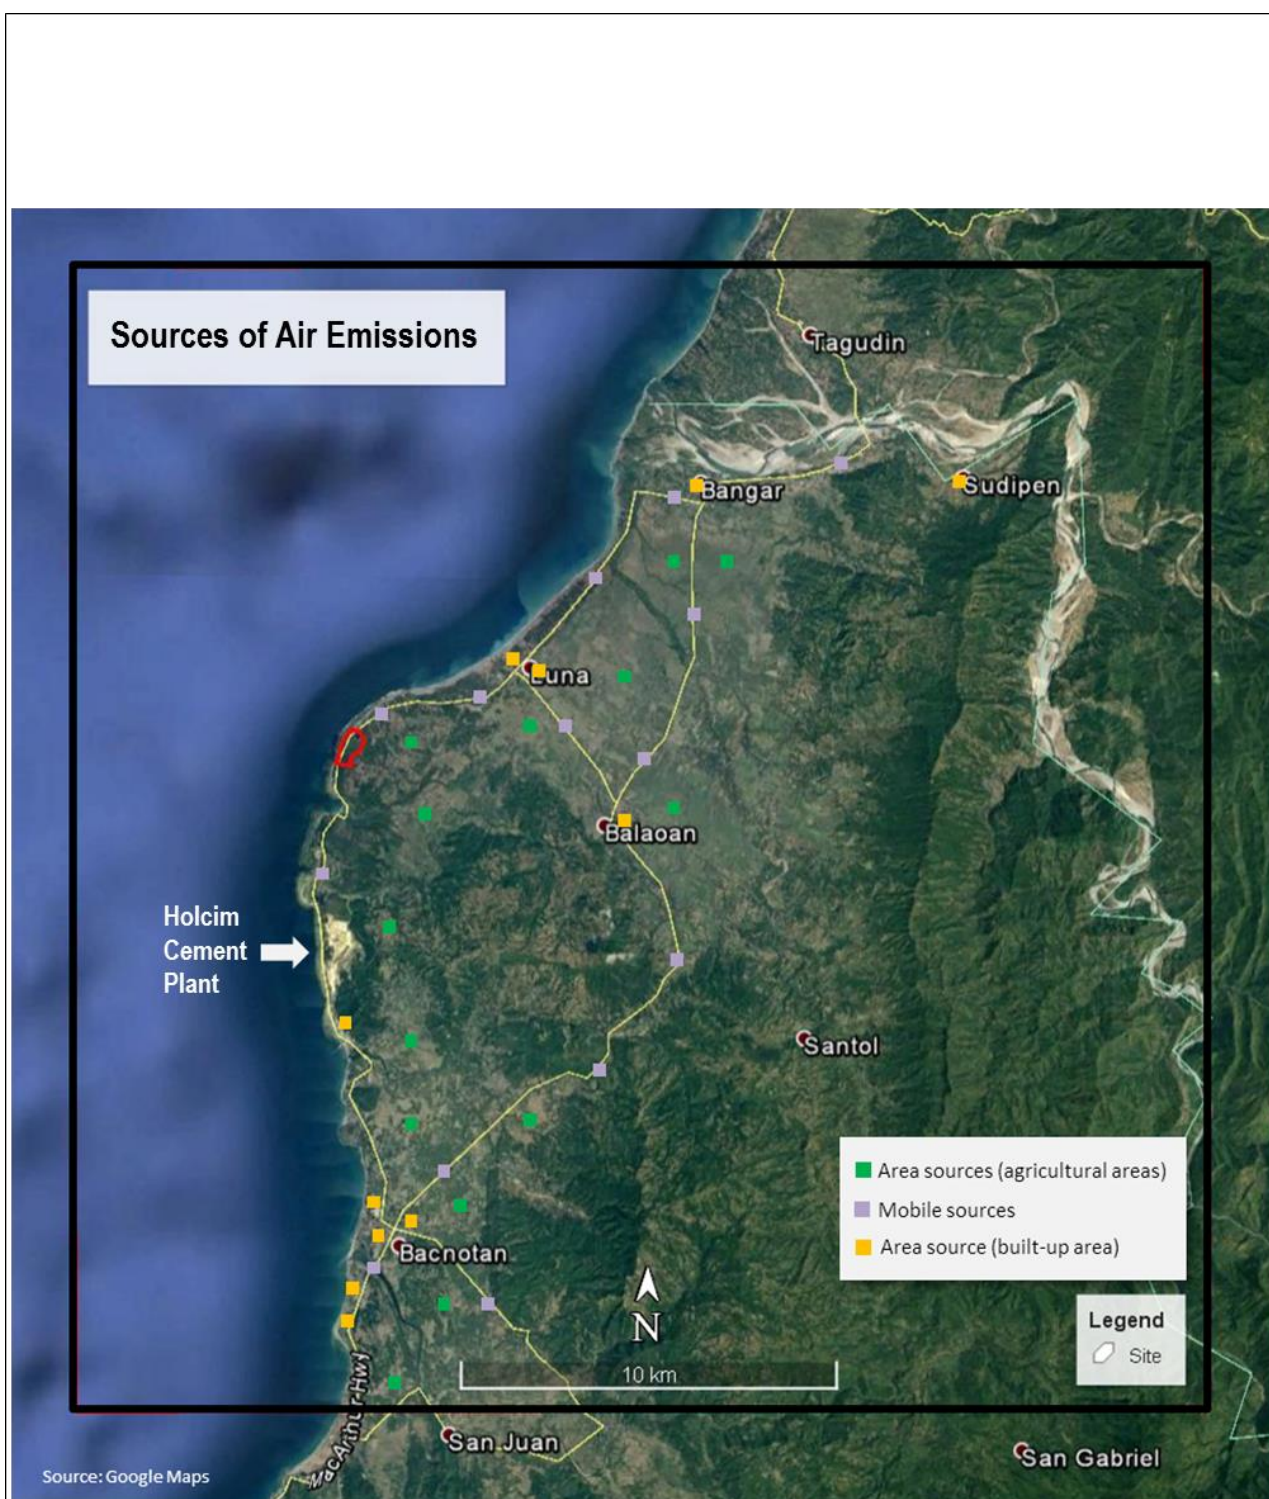 Sources of Air Emissions
Tagudin
Bangar
Sudipen
Luna
Balaoan
Holcim
Cement
Plant
Santol
Area sources (agricultural areas)
Mobile sources
Area source (built-up area)
Bacnotan
N
Legend
Site
10 km
MacArthur Hwy
San Juan
San Gabriel
Source: Google Maps